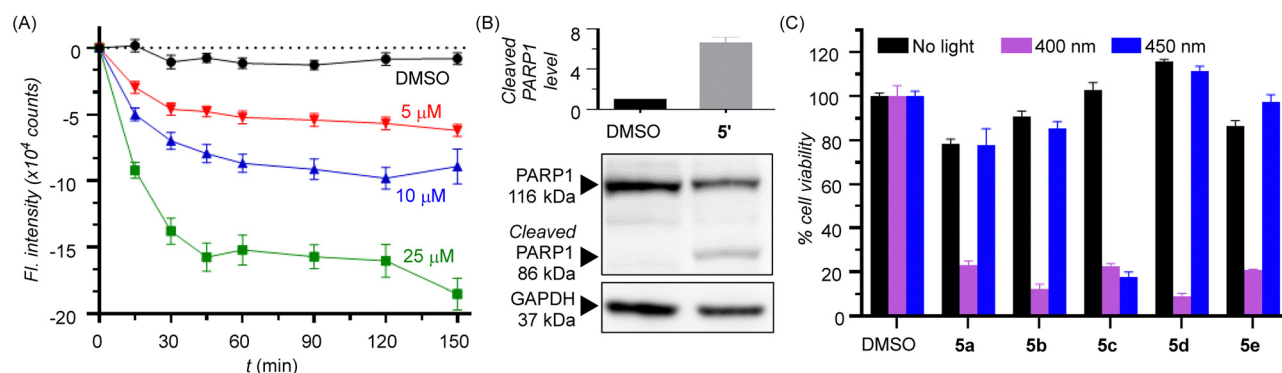 (A)
Fl. intensity (x10⁴ counts)
0
-5
-10
-15
-20
DMSO
5 µM
10 µM
25 µM
0 30 60 90 120 150
t (min)
(B)
Cleaved
PARP1
level
8
4
0
DMSO 5'
PARP1
116 kDa
Cleaved
PARP1
86 kDa
GAPDH
37 kDa
(C)
No light 400 nm 450 nm
% cell viability
120
100
80
60
40
20
0
DMSO 5a 5b 5c 5d 5e